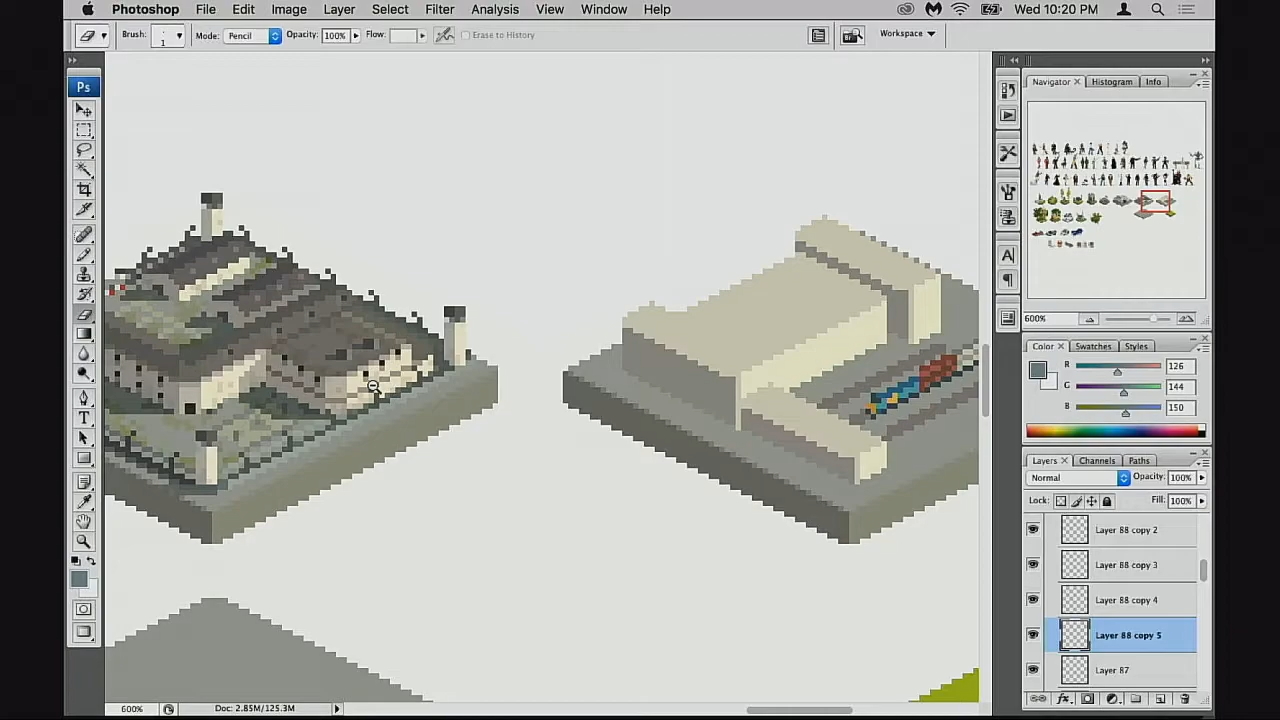 Photoshop File Edit Image Layer Select Filter Analysis View Window Help Wed 10:20 PM
Brush: 1 Mode: Pencil Opacity: 100% Flow: Erase to History Workspace
Ps
Navigator Histogram Info
600%
Color Swatches Styles
R 126
G 144
B 150
Layers Channels Paths
Normal Opacity: 100%
Lock: Fill: 100%
Layer 88 copy 2
Layer 88 copy 3
Layer 88 copy 4
Layer 88 copy 5
Layer 87
600% Doc: 2.85M/125.3M